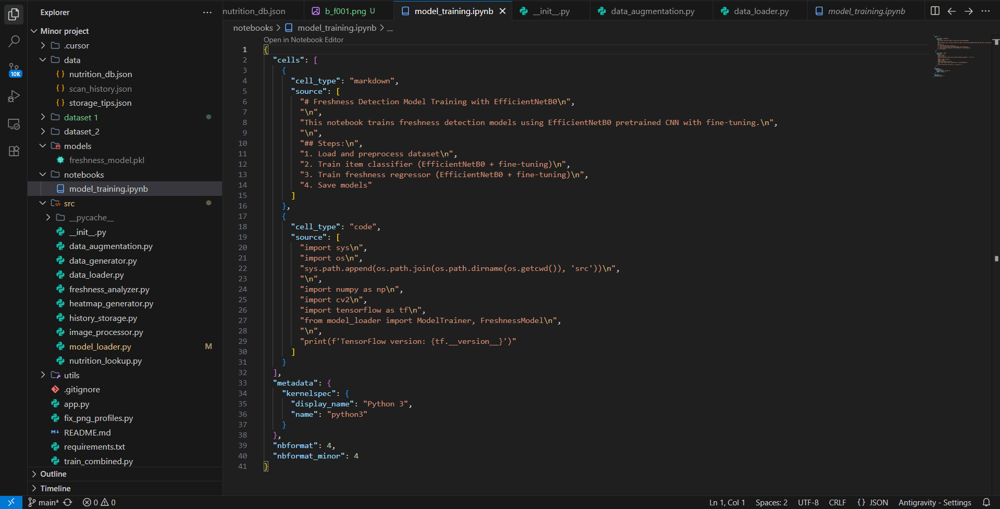 Explorer
Minor project
.cursor
data
nutrition_db.json
scan_history.json
storage_tips.json
dataset 1
dataset_2
models
freshness_model.pkl
notebooks
model_training.ipynb
src
__pycache__
__init__.py
data_augmentation.py
data_generator.py
data_loader.py
freshness_analyzer.py
heatmap_generator.py
history_storage.py
image_processor.py
model_loader.py M
nutrition_lookup.py
utils
.gitignore
app.py
fix_png_profiles.py
README.md
requirements.txt
train_combined.py
Outline
Timeline
10K
nutrition_db.json b_f001.png U model_training.ipynb __init__.py data_augmentation.py data_loader.py model_training.ipynb
notebooks > model_training.ipynb > ...
Open in Notebook Editor
1 {
2 "cells": [
3 {
4 "cell_type": "markdown",
5 "source": [
6 "# Freshness Detection Model Training with EfficientNetB0\n",
7 "\n",
8 "This notebook trains freshness detection models using EfficientNetB0 pretrained CNN with fine-tuning.\n",
9 "\n",
10 "## Steps:\n",
11 "1. Load and preprocess dataset\n",
12 "2. Train item classifier (EfficientNetB0 + fine-tuning)\n",
13 "3. Train freshness regressor (EfficientNetB0 + fine-tuning)\n",
14 "4. Save models"
15 ]
16 },
17 {
18 "cell_type": "code",
19 "source": [
20 "import sys\n",
21 "import os\n",
22 "sys.path.append(os.path.join(os.path.dirname(os.getcwd()), 'src'))\n",
23 "\n",
24 "import numpy as np\n",
25 "import cv2\n",
26 "import tensorflow as tf\n",
27 "from model_loader import ModelTrainer, FreshnessModel\n",
28 "\n",
29 "print(f'TensorFlow version: {tf.__version__}')"
30 ]
31 }
32 ],
33 "metadata": {
34 "kernelspec": {
35 "display_name": "Python 3",
36 "name": "python3"
37 }
38 },
39 "nbformat": 4,
40 "nbformat_minor": 4
41 }
main* 0 0 Ln 1, Col 1 Spaces: 2 UTF-8 CRLF {} JSON Antigravity - Settings